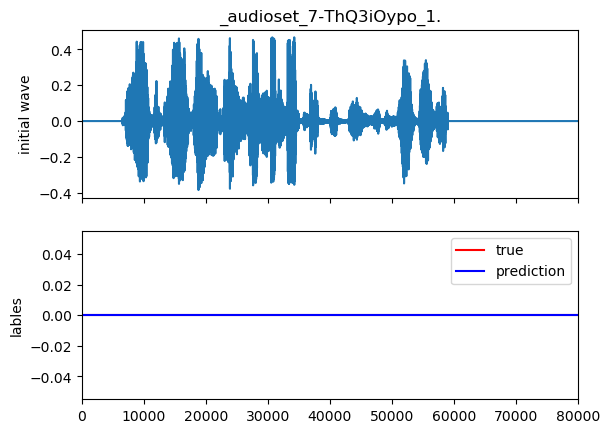 _audioset_7-ThQ3iOypo_1.
initial wave
0.4
0.2
0.0
−0.2
−0.4
lables
0.04
0.02
0.00
−0.02
−0.04
true
prediction
0 10000 20000 30000 40000 50000 60000 70000 80000